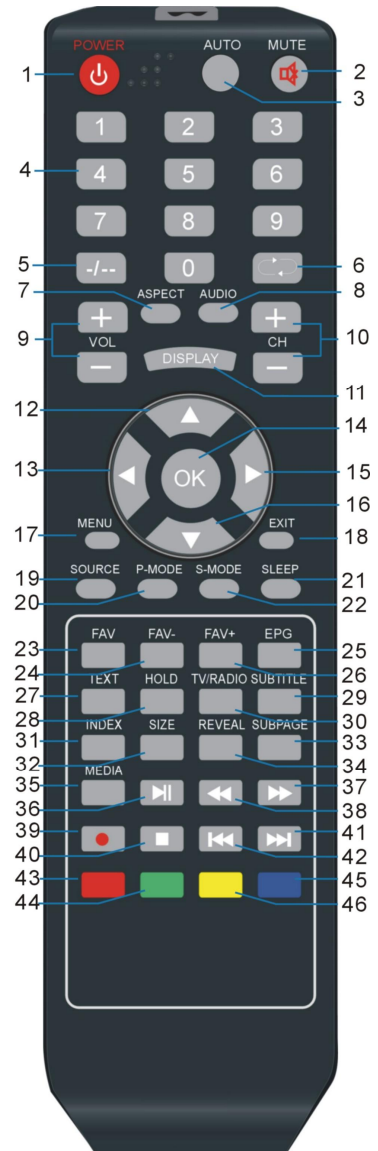 POWER AUTO MUTE
1 2
3
1 2 3
4 4 5 6
7 8 9
5 -/-- 0 6
7 ASPECT AUDIO 8
+ +
9 VOL CH 10
− DISPLAY −
11
12
14
13 OK 15
16
17 MENU EXIT 18
19 SOURCE P-MODE S-MODE SLEEP 21
20 22
23 FAV FAV- FAV+ EPG 25
24 26
27 TEXT HOLD TV/RADIO SUBTITLE 29
28 30
31 INDEX SIZE REVEAL SUBPAGE 33
32 34
35 MEDIA 37
36 38
39 41
40 42
43 45
44 46